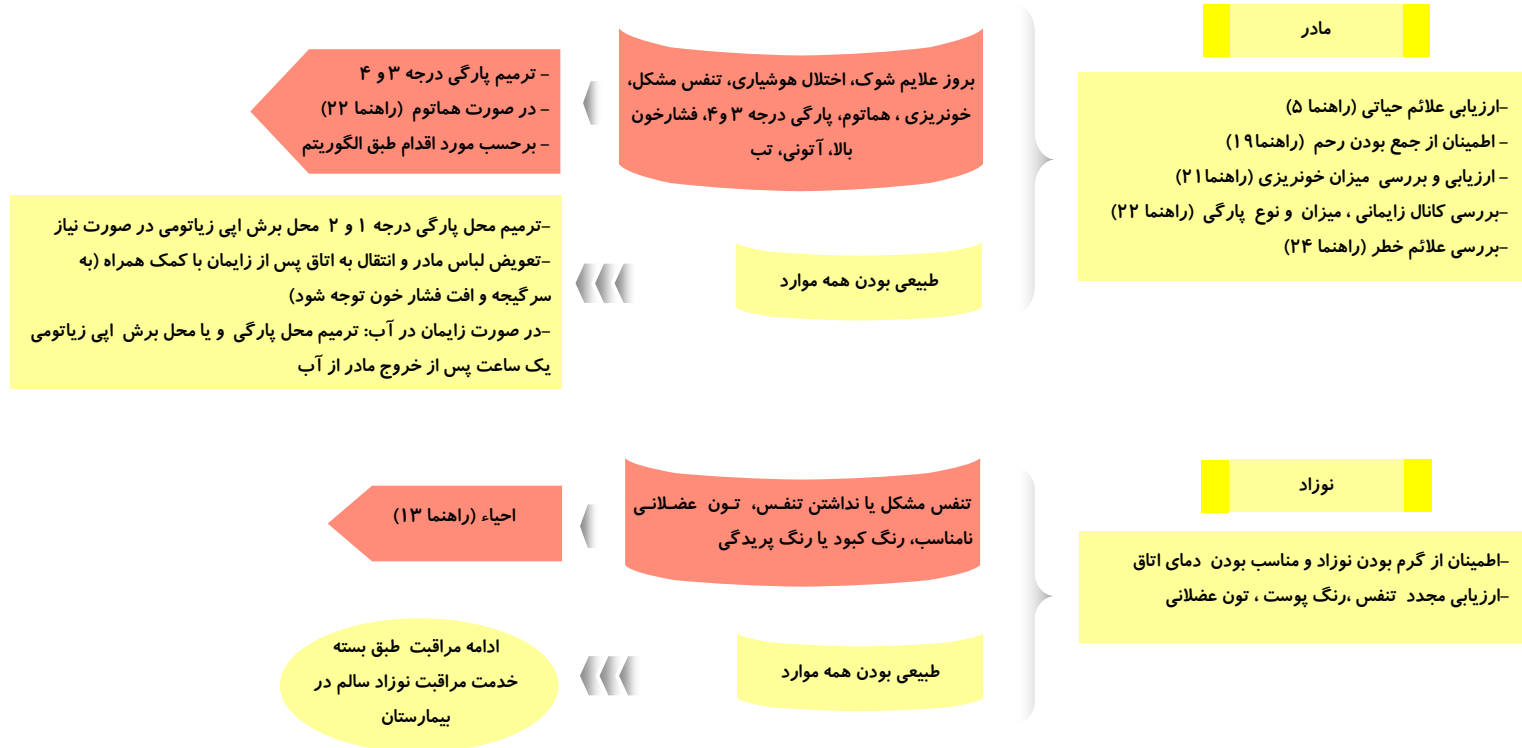 مادر
-ارزیابی علائم حیاتی (راهنما ۵)
- اطمینان از جمع بودن رحم (راهنما۱۹)
- ارزیابی و بررسی میزان خونریزی (راهنما۲۱)
-بررسی کانال زایمانی ، میزان و نوع پارگی (راهنما ۲۲)
-بررسی علائم خطر (راهنما ۲۴)
بروز علایم شوک، اختلال هوشیاری، تنفس مشکل،
خونریزی ، هماتوم، پارگی درجه ۳ و۴، فشارخون
بالا، آتونی، تب
- ترمیم پارگی درجه ۳ و ۴
- در صورت هماتوم (راهنما ۲۲)
- برحسب مورد اقدام طبق الگوریتم
طبیعی بودن همه موارد
-ترمیم محل پارگی درجه ۱ و ۲ محل برش اپی زیاتومی در صورت نیاز
-تعویض لباس مادر و انتقال به اتاق پس از زایمان با کمک همراه (به
سرگیجه و افت فشار خون توجه شود)
-در صورت زایمان در آب: ترمیم محل پارگی و یا محل برش اپی زیاتومی
یک ساعت پس از خروج مادر از آب
نوزاد
-اطمینان از گرم بودن نوزاد و مناسب بودن دمای اتاق
-ارزیابی مجدد تنفس ،رنگ پوست ، تون عضلانی
تنفس مشکل یا نداشتن تنفـس، تـون عضـلانـی
نامناسب، رنگ کبود یا رنگ پریدگی
احیاء (راهنما ۱۳)
طبیعی بودن همه موارد
ادامه مراقبت طبق بسته
خدمت مراقبت نوزاد سالم در
بیمارستان